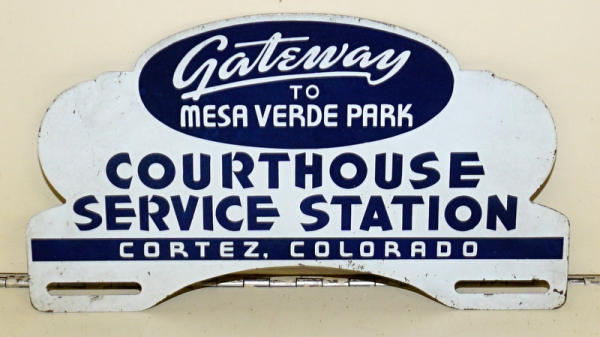 Gateway
TO
MESA VERDE PARK
COURTHOUSE
SERVICE STATION
CORTEZ, COLORADO